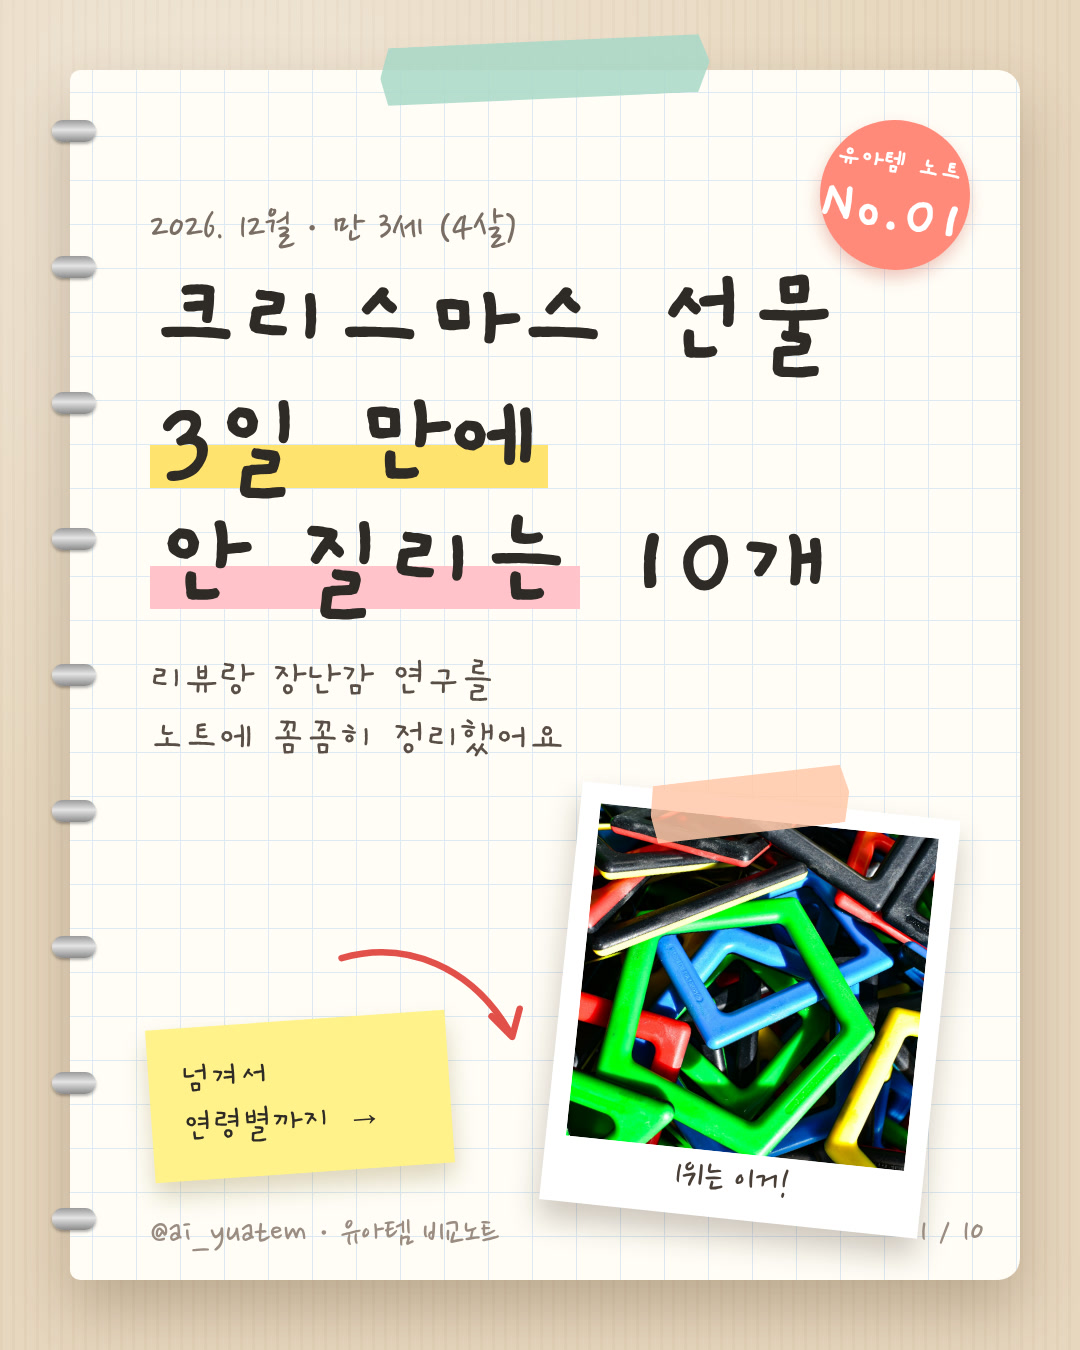 유아템 노트
No.01
2026. 12월 · 만 3세 (4살)
크리스마스 선물
3일 만에
안 질리는 10개
리뷰랑 장난감 연구를
노트에 꼼꼼히 정리했어요
넘겨서
연령별까지 →
1위는 이거!
@ai_yuatem · 유아템 비교노트
1 / 10